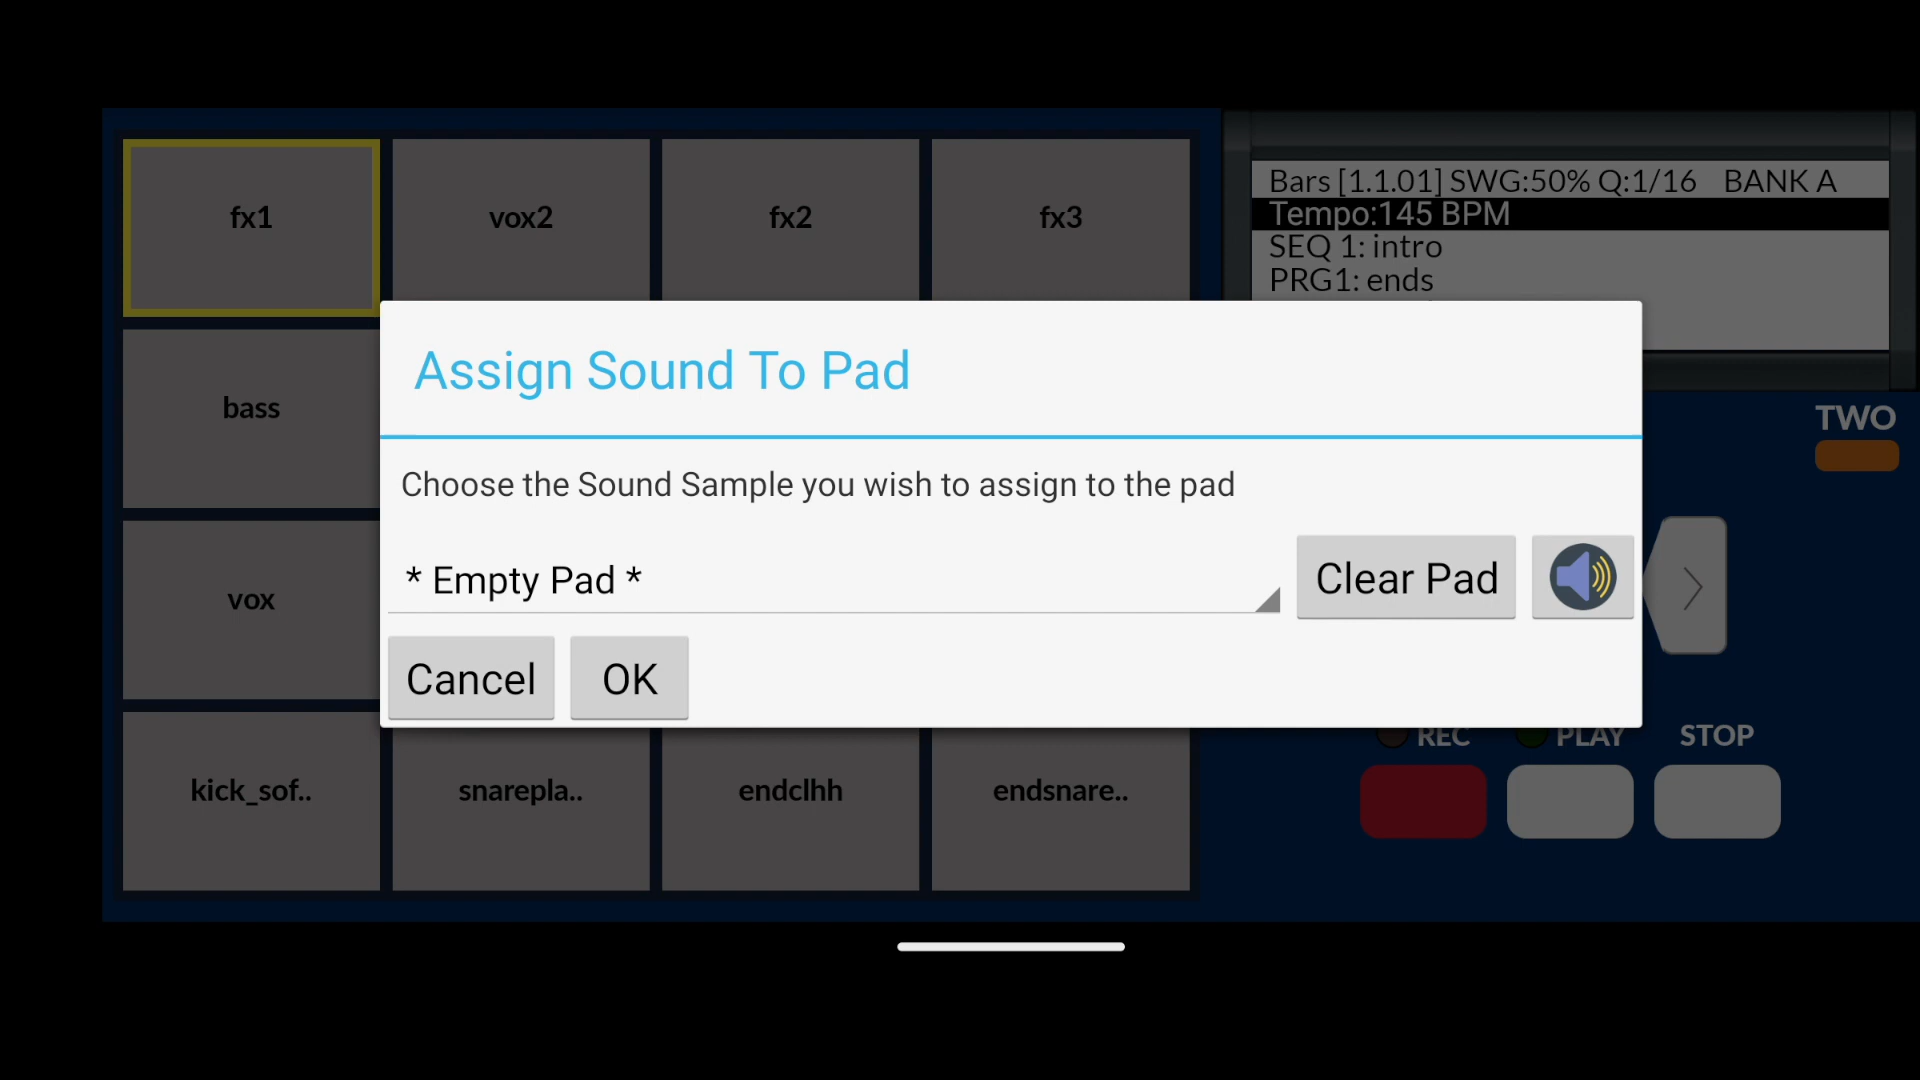 fx1 vox2 fx2 fx3
Bars [1.1.01] SWG:50% Q:1/16 BANK A
Tempo:145 BPM
SEQ 1: intro
PRG1: ends
Assign Sound To Pad
bass
TWO
Choose the Sound Sample you wish to assign to the pad
* Empty Pad * Clear Pad
vox
Cancel OK
REC PLAY STOP
kick_sof.. snarepla.. endclhh endsnare..